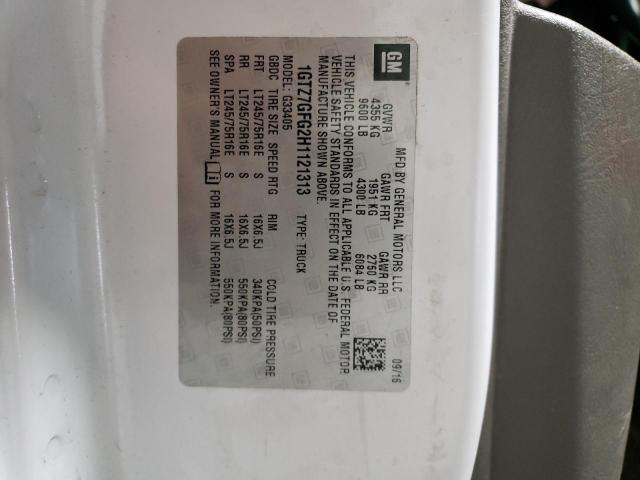 GM
MFD BY GENERAL MOTORS LLC 09/16
GVWR GAWR FRT GAWR RR
4355 KG 1951 KG 2760 KG
9600 LB 4300 LB 6084 LB
THIS VEHICLE CONFORMS TO ALL APPLICABLE U.S. FEDERAL MOTOR
VEHICLE SAFETY STANDARDS IN EFFECT ON THE DATE OF
MANUFACTURE SHOWN ABOVE.
1GTZ7GFG2H1121313 TYPE: TRUCK
MODEL: G33405
GBDC TIRE SIZE SPEED RTG RIM COLD TIRE PRESSURE
FRT LT245/75R16E S 16X6.5J 340KPA(50PSI)
RR LT245/75R16E S 16X6.5J 550KPA(80PSI)
SPA LT245/75R16E S 16X6.5J 550KPA(80PSI)
SEE OWNER'S MANUAL i FOR MORE INFORMATION.